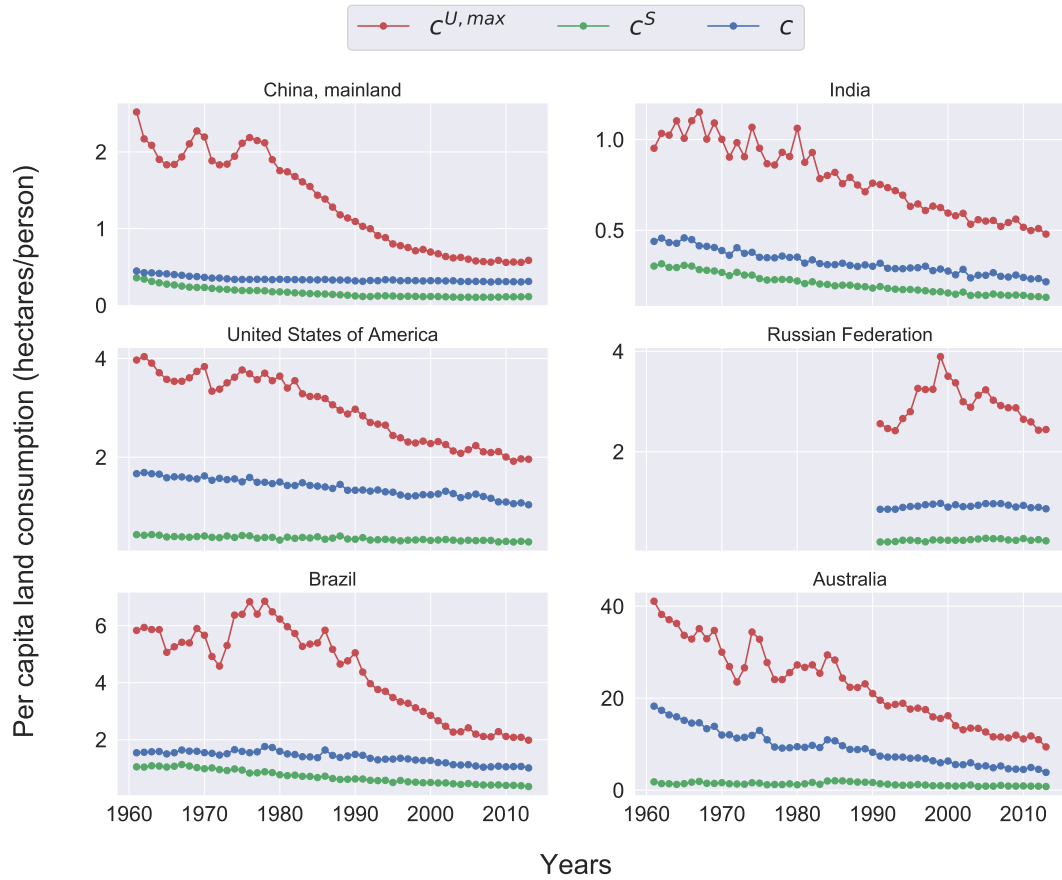 c^{U, max} c^S c
China, mainland
India
2
1
0
1.0
0.5
United States of America
Russian Federation
4
2
4
2
Brazil
Australia
6
4
2
40
20
0
1960 1970 1980 1990 2000 2010
1960 1970 1980 1990 2000 2010
Per capita land consumption (hectares/person)
Years